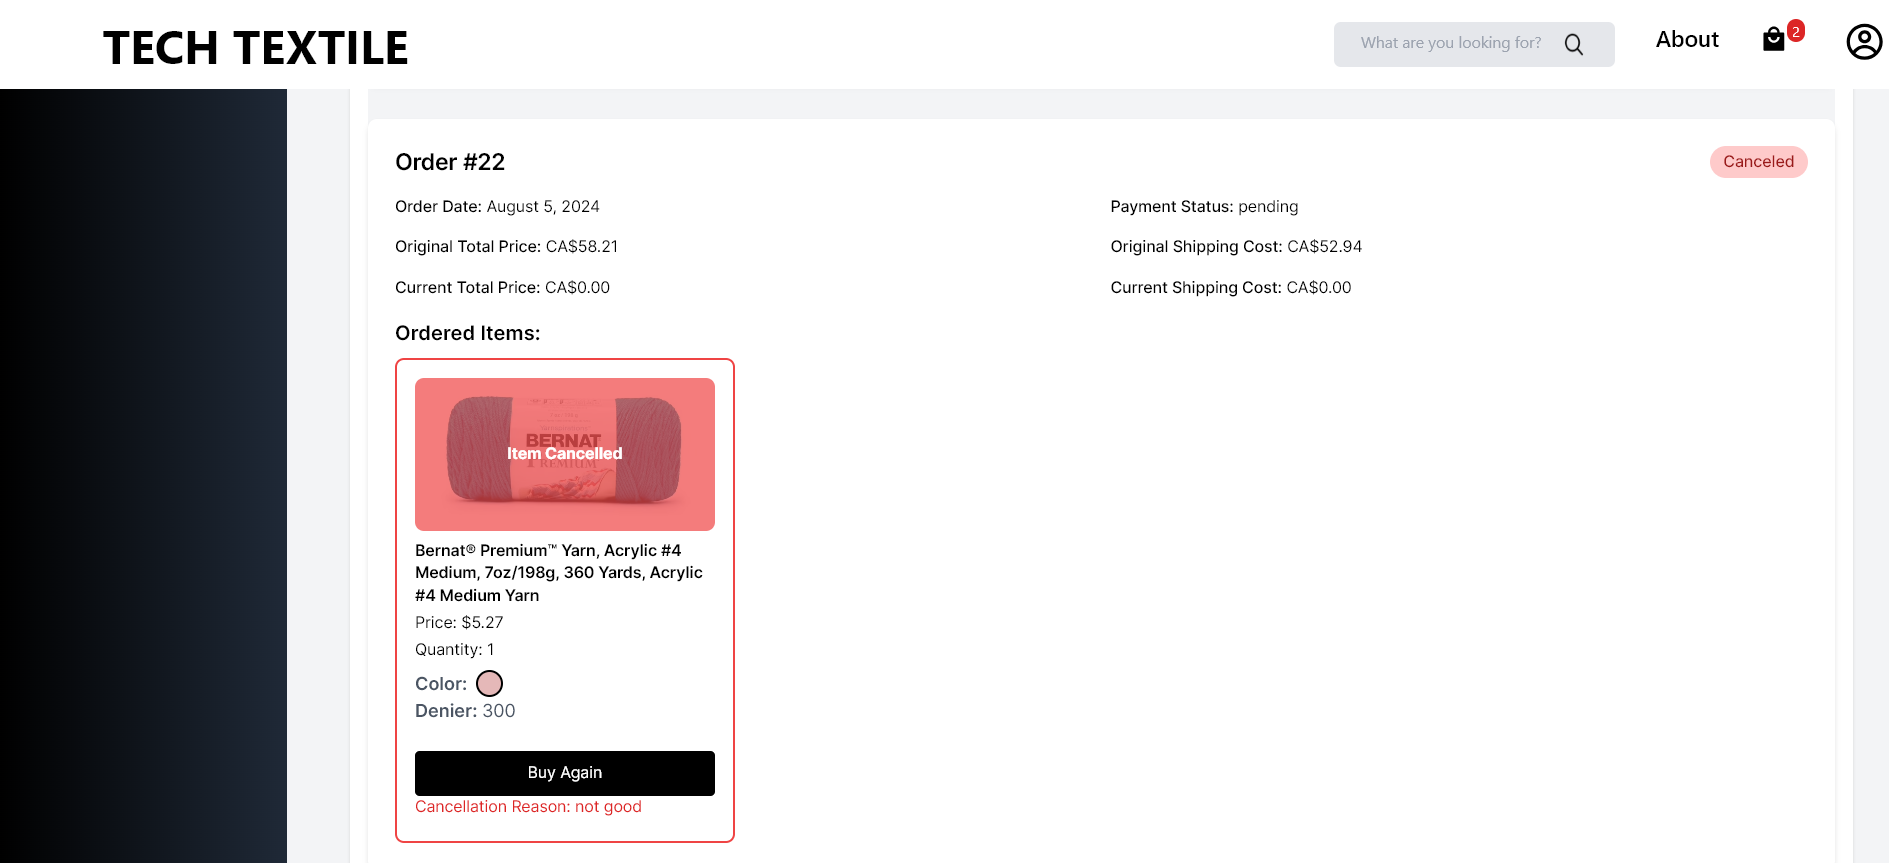 TECH TEXTILE
What are you looking for?
About
2
Order #22
Canceled
Order Date: August 5, 2024
Payment Status: pending
Original Total Price: CA$58.21
Original Shipping Cost: CA$52.94
Current Total Price: CA$0.00
Current Shipping Cost: CA$0.00
Ordered Items:
BERNAT
Item Cancelled
PREMIUM
Bernat® Premium™ Yarn, Acrylic #4
Medium, 7oz/198g, 360 Yards, Acrylic
#4 Medium Yarn
Price: $5.27
Quantity: 1
Color:
Denier: 300
Buy Again
Cancellation Reason: not good